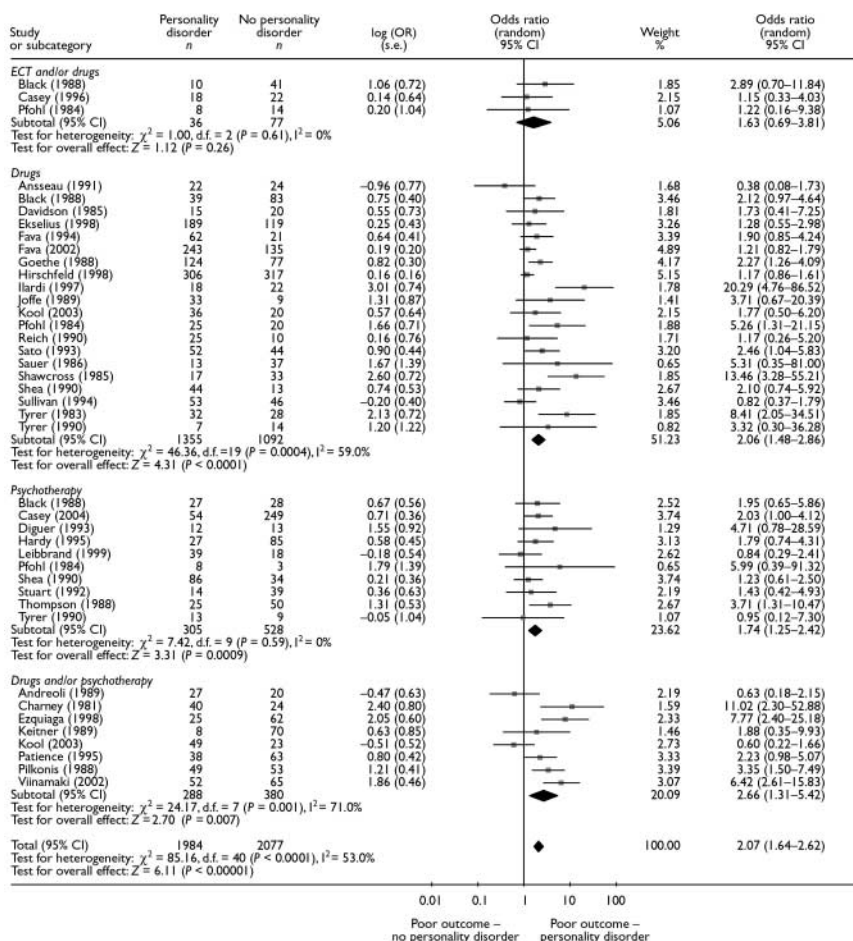 Study or subcategory Personality disorder n No personality disorder n log (OR) (s.e.) Odds ratio (random) 95% CI Weight % Odds ratio (random) 95% CI
ECT and/or drugs
Black (1988) 10 41 1.06 (0.72) 1.85 2.89 (0.70–11.84)
Casey (1996) 18 22 0.14 (0.64) 2.15 1.15 (0.33–4.03)
Pfohl (1984) 8 14 0.20 (1.04) 1.07 1.22 (0.16–9.38)
Subtotal (95% CI) 36 77 5.06 1.63 (0.69–3.81)
Test for heterogeneity: χ² = 1.00, d.f. = 2 (P = 0.61), I² = 0%
Test for overall effect: Z = 1.12 (P = 0.26)
Drugs
Ansseau (1991) 22 24 −0.96 (0.77) 1.68 0.38 (0.08–1.73)
Black (1988) 39 83 0.75 (0.40) 3.46 2.12 (0.97–4.64)
Davidson (1985) 15 20 0.55 (0.73) 1.81 1.73 (0.41–7.25)
Ekselius (1998) 189 119 0.25 (0.43) 3.26 1.28 (0.55–2.98)
Fava (1994) 62 21 0.64 (0.41) 3.39 1.90 (0.85–4.24)
Fava (2002) 243 135 0.19 (0.20) 4.89 1.21 (0.82–1.79)
Goethe (1988) 124 77 0.82 (0.30) 4.17 2.27 (1.26–4.09)
Hirschfeld (1998) 306 317 0.16 (0.16) 5.15 1.17 (0.86–1.61)
Ilardi (1997) 18 22 3.01 (0.74) 1.78 20.29 (4.76–86.52)
Joffe (1989) 33 9 1.31 (0.87) 1.41 3.71 (0.67–20.39)
Kool (2003) 36 20 0.57 (0.64) 2.15 1.77 (0.50–6.20)
Pfohl (1984) 25 20 1.66 (0.71) 1.88 5.26 (1.31–21.15)
Reich (1990) 25 10 0.16 (0.76) 1.71 1.17 (0.26–5.20)
Sato (1993) 52 44 0.90 (0.44) 3.20 2.46 (1.04–5.83)
Sauer (1986) 13 37 1.67 (1.39) 0.65 5.31 (0.35–81.00)
Shawcross (1985) 17 33 2.60 (0.72) 1.85 13.46 (3.28–55.21)
Shea (1990) 44 13 0.74 (0.53) 2.67 2.10 (0.74–5.92)
Sullivan (1994) 53 46 −0.20 (0.40) 3.46 0.82 (0.37–1.79)
Tyrer (1983) 32 28 2.13 (0.72) 1.85 8.41 (2.05–34.51)
Tyrer (1990) 7 14 1.20 (1.22) 0.82 3.32 (0.30–36.28)
Subtotal (95% CI) 1355 1092 51.23 2.06 (1.48–2.86)
Test for heterogeneity: χ² = 46.36, d.f. =19 (P = 0.0004), I² = 59.0%
Test for overall effect: Z = 4.31 (P < 0.0001)
Psychotherapy
Black (1988) 27 28 0.67 (0.56) 2.52 1.95 (0.65–5.86)
Casey (2004) 54 249 0.71 (0.36) 3.74 2.03 (1.00–4.12)
Diguer (1993) 12 13 1.55 (0.92) 1.29 4.71 (0.78–28.59)
Hardy (1995) 27 85 0.58 (0.45) 3.13 1.79 (0.74–4.31)
Leibbrand (1999) 39 18 −0.18 (0.54) 2.62 0.84 (0.29–2.41)
Pfohl (1984) 8 3 1.79 (1.39) 0.65 5.99 (0.39–91.32)
Shea (1990) 86 34 0.21 (0.36) 3.74 1.23 (0.61–2.50)
Stuart (1992) 14 39 0.36 (0.63) 2.19 1.43 (0.42–4.93)
Thompson (1988) 25 50 1.31 (0.53) 2.67 3.71 (1.31–10.47)
Tyrer (1990) 13 9 −0.05 (1.04) 1.07 0.95 (0.12–7.30)
Subtotal (95% CI) 305 528 23.62 1.74 (1.25–2.42)
Test for heterogeneity: χ² = 7.42, d.f. = 9 (P = 0.59), I² = 0%
Test for overall effect: Z = 3.31 (P = 0.0009)
Drugs and/or psychotherapy
Andreoli (1989) 27 20 −0.47 (0.63) 2.19 0.63 (0.18–2.15)
Charney (1981) 40 24 2.40 (0.80) 1.59 11.02 (2.30–52.88)
Ezquiaga (1998) 25 62 2.05 (0.60) 2.33 7.77 (2.40–25.18)
Keitner (1989) 8 70 0.63 (0.85) 1.46 1.88 (0.35–9.93)
Kool (2003) 49 23 −0.51 (0.52) 2.73 0.60 (0.22–1.66)
Patience (1995) 38 63 0.80 (0.42) 3.33 2.23 (0.98–5.07)
Pilkonis (1988) 49 53 1.21 (0.41) 3.39 3.35 (1.50–7.49)
Viinamaki (2002) 52 65 1.86 (0.46) 3.07 6.42 (2.61–15.83)
Subtotal (95% CI) 288 380 20.09 2.66 (1.31–5.42)
Test for heterogeneity: χ² = 24.17, d.f. = 7 (P = 0.001), I² = 71.0%
Test for overall effect: Z = 2.70 (P = 0.007)
Total (95% CI) 1984 2077 100.00 2.07 (1.64–2.62)
Test for heterogeneity: χ² = 85.16, d.f. = 40 (P < 0.0001), I² = 53.0%
Test for overall effect: Z = 6.11 (P < 0.00001)
0.01 0.1 1 10 100
Poor outcome – no personality disorder
Poor outcome – personality disorder